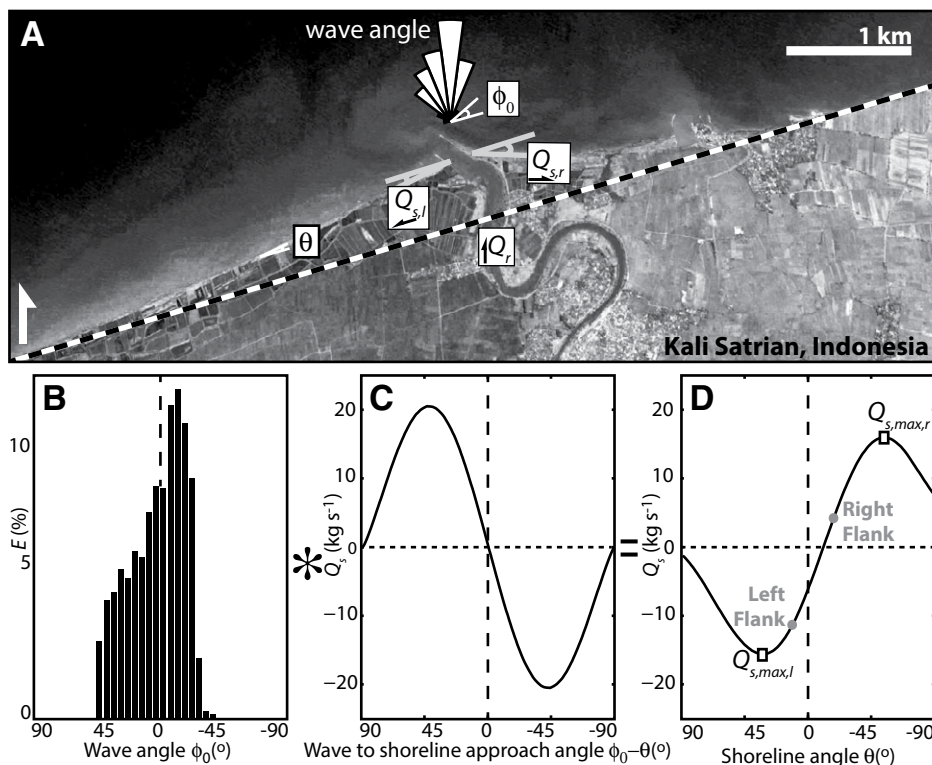 A
wave angle
1 km
ϕ0
Qs,r
Qs,l
θ
Qr
Kali Satrian, Indonesia
B
10
5
0
E (%)
90 45 0 -45 -90
Wave angle ϕ0(º)
*
C
20
10
0
−10
−20
Qs (kg s-1)
90 45 0 -45 -90
Wave to shoreline approach angle ϕ0−θ(º)
=
D
20
10
0
−10
−20
Qs (kg s-1)
Qs,max,r
Right
Flank
Left
Flank
Qs,max,l
90 45 0 -45 -90
Shoreline angle θ(º)